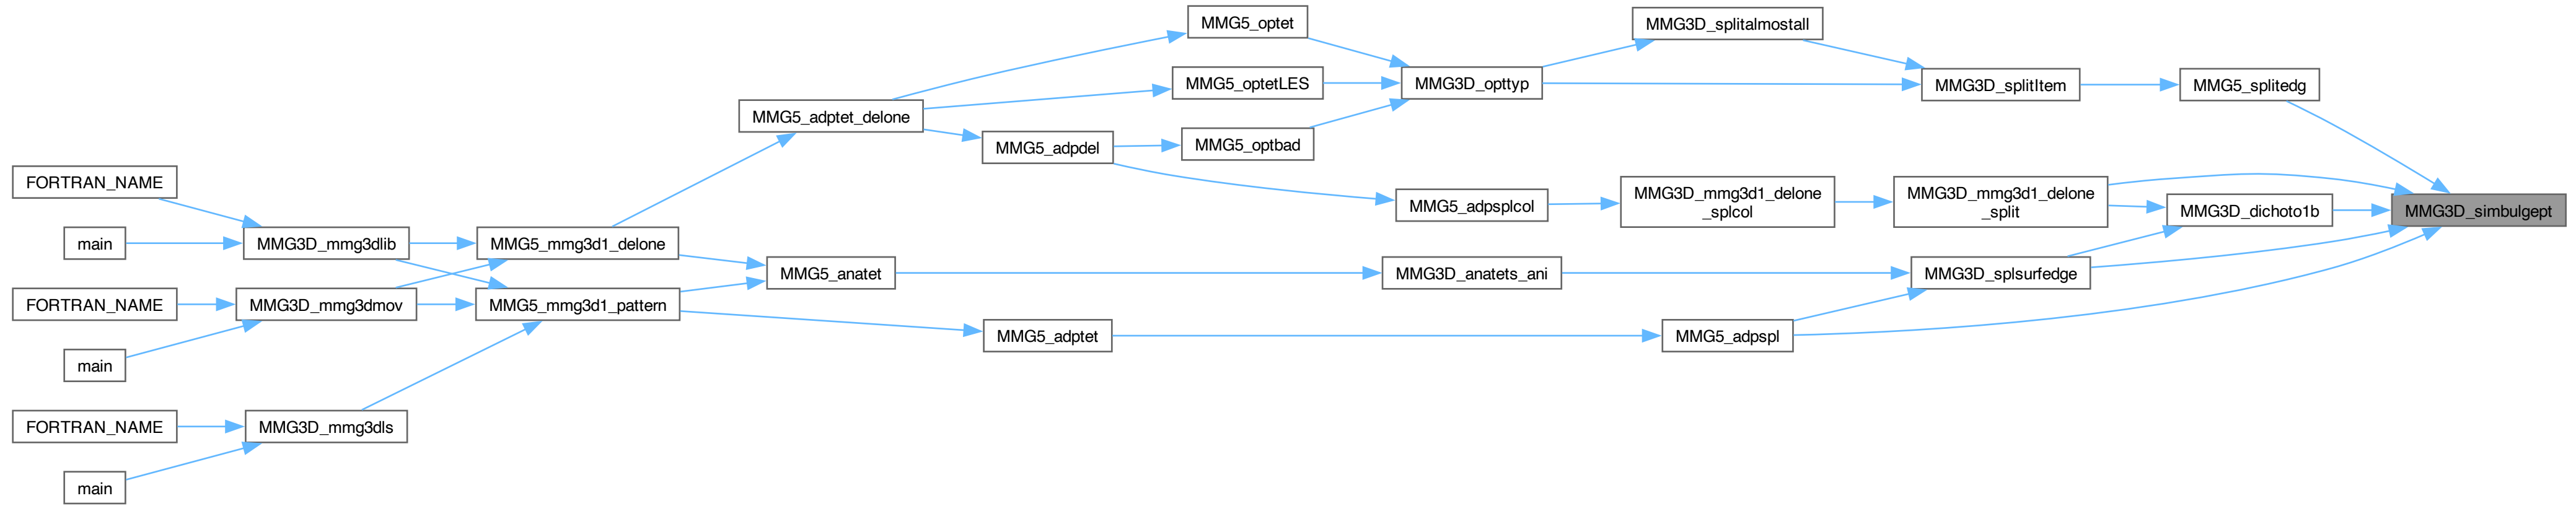 MMG5_optet
MMG3D_splitalmostall
MMG5_optetLES
MMG3D_opttyp
MMG3D_splitItem
MMG5_splitedg
MMG5_adptet_delone
MMG5_adpdel
MMG5_optbad
FORTRAN_NAME
MMG5_adpsplcol
MMG3D_mmg3d1_delone
_splcol
MMG3D_mmg3d1_delone
_split
MMG3D_dichoto1b
MMG3D_simbulgept
main
MMG3D_mmg3dlib
MMG5_mmg3d1_delone
MMG5_anatet
MMG3D_anatets_ani
MMG3D_splsurfedge
FORTRAN_NAME
MMG3D_mmg3dmov
MMG5_mmg3d1_pattern
MMG5_adptet
MMG5_adpspl
main
FORTRAN_NAME
MMG3D_mmg3dls
main